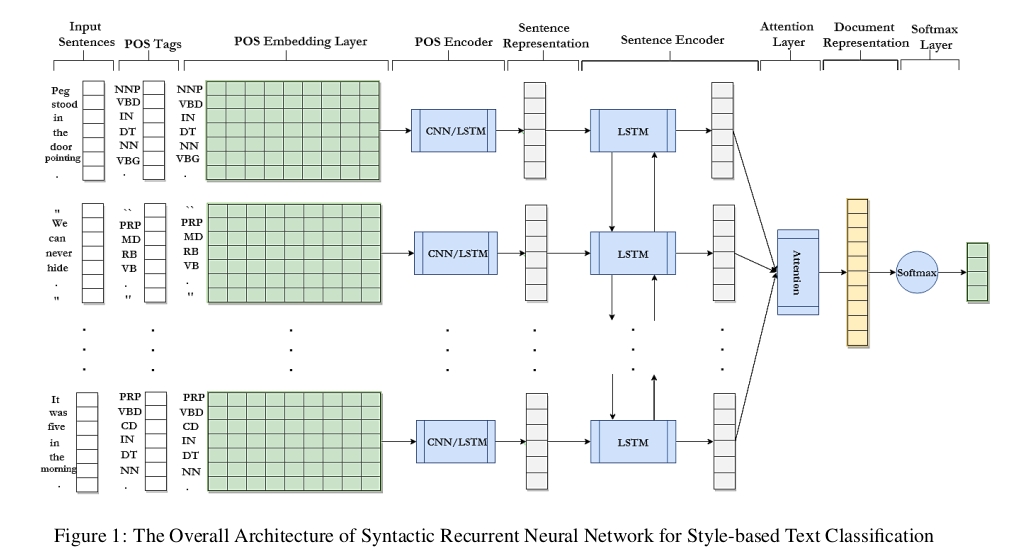 Input
Sentences
POS Tags
POS Embedding Layer
POS Encoder
Sentence
Representation
Sentence Encoder
Attention
Layer
Document
Representation
Softmax
Layer
Peg
stood
in
the
door
pointing
.
NNP
VBD
IN
DT
NN
VBG
.
NNP
VBD
IN
DT
NN
VBG
.
CNN/LSTM
LSTM
"
We
can
never
hide
.
"
``
PRP
MD
RB
VB
.
"
``
PRP
MD
RB
VB
.
"
CNN/LSTM
LSTM
Attention
Softmax
It
was
five
in
the
morning
.
PRP
VBD
CD
IN
DT
NN
.
PRP
VBD
CD
IN
DT
NN
.
CNN/LSTM
LSTM
Figure 1: The Overall Architecture of Syntactic Recurrent Neural Network for Style-based Text Classification